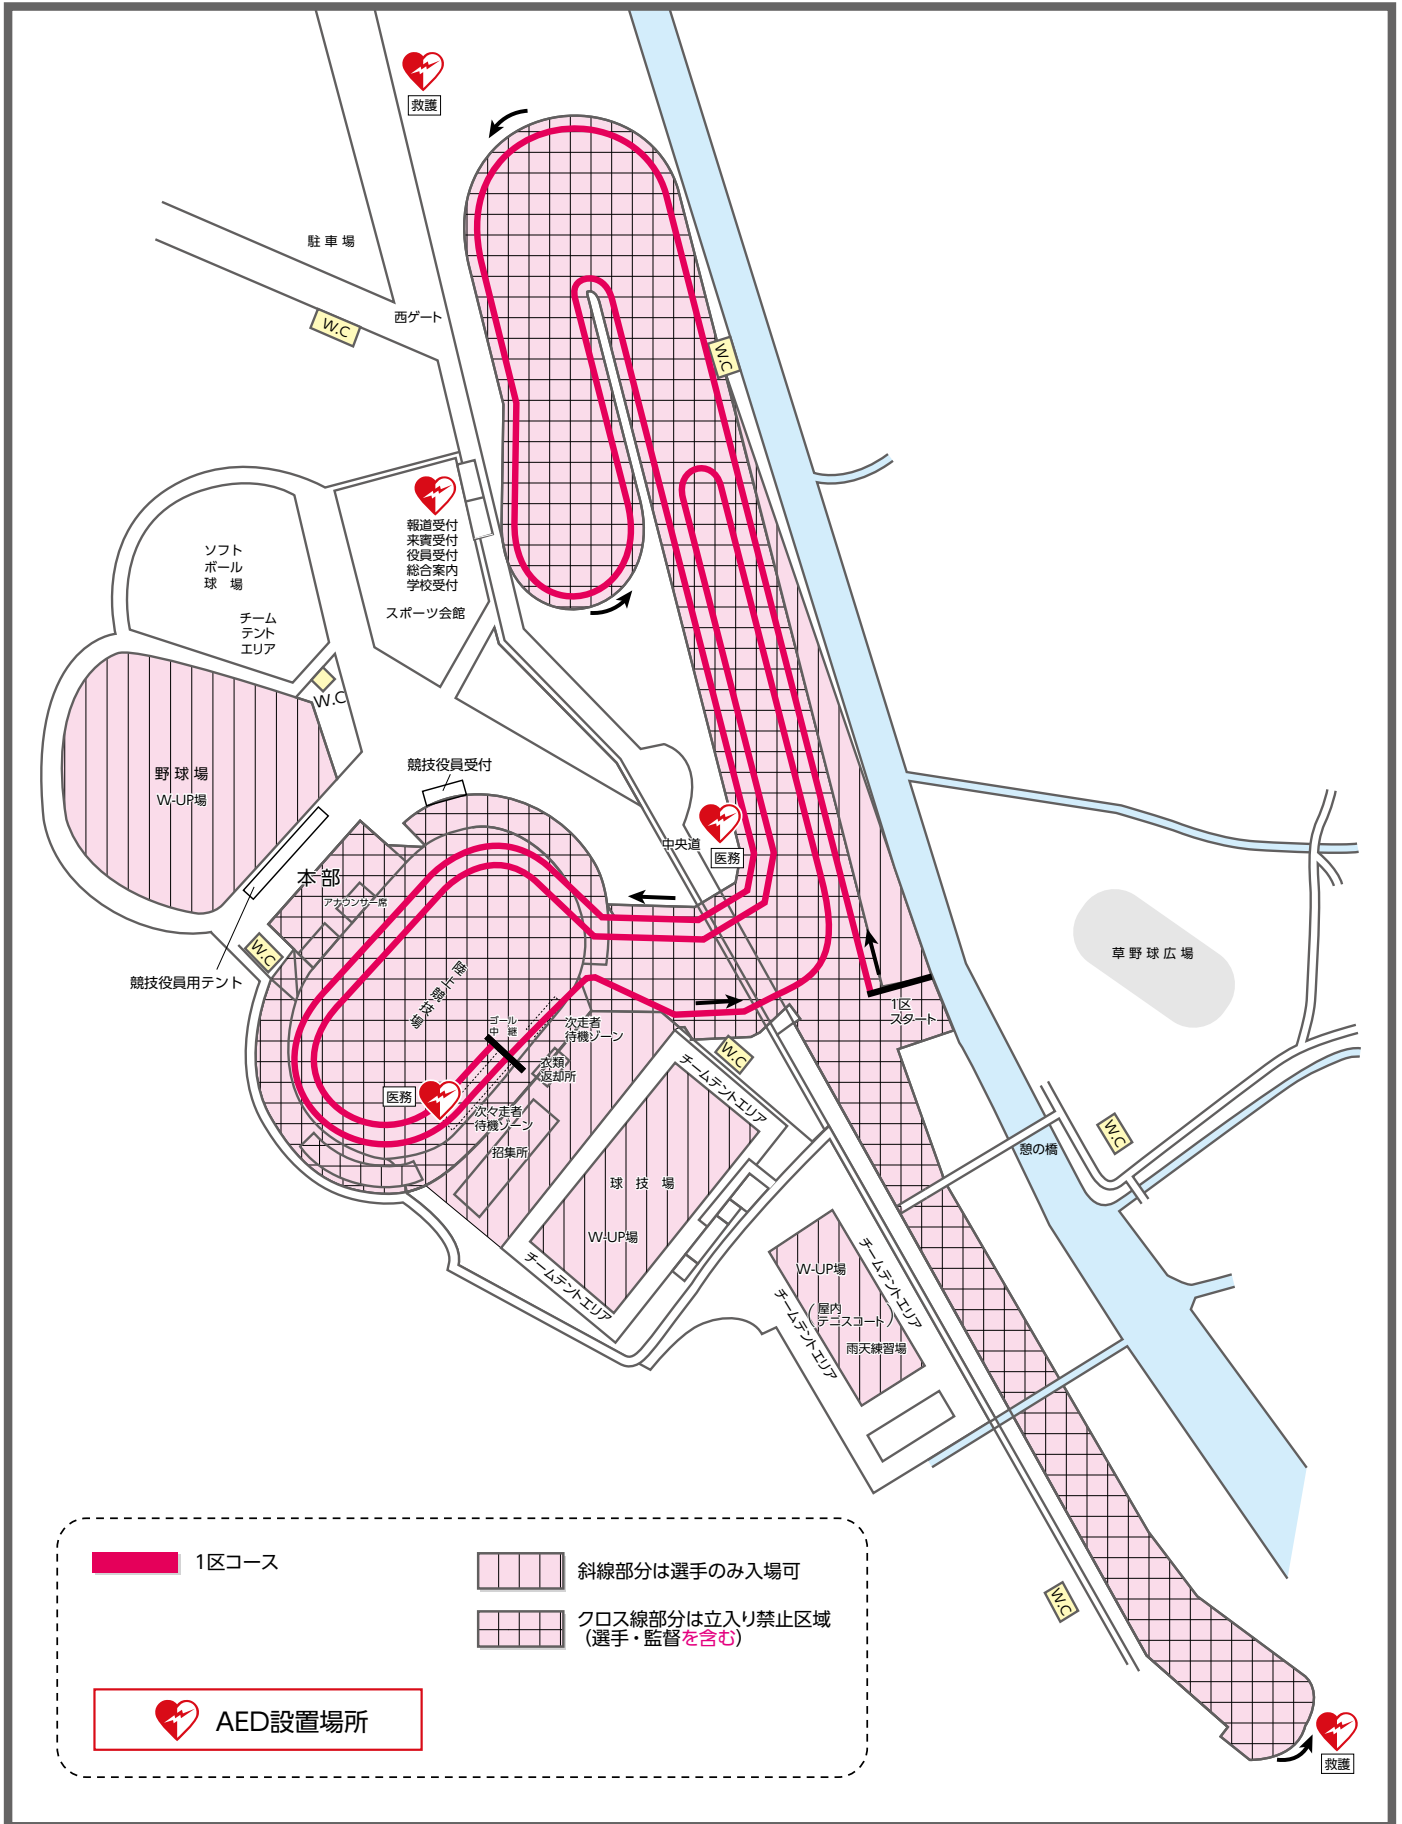 救護
駐車場
西ゲート
W.C
W.C
報道受付
来賓受付
役員受付
総合案内
学校受付
スポーツ会館
ソフト
ボール
球 場
チーム
テント
エリア
W.C
野球場
W-UP場
競技役員受付
中央道
医務
本部
アナウンサー席
W.C
競技役員用テント
陸上競技場
ゴール
中 継
次走者
待機ゾーン
衣類
返却所
医務
次々走者
待機ゾーン
招集所
1区
スタート
草野球広場
W.C
チームテントエリア
球 技 場
W-UP場
チームテントエリア
憩の橋
W.C
W-UP場
(屋内
テニスコート)
雨天練習場
チームテントエリア
チームテントエリア
W.C
救護
1区コース
斜線部分は選手のみ入場可
クロス線部分は立入り禁止区域
(選手・監督を含む)
AED設置場所